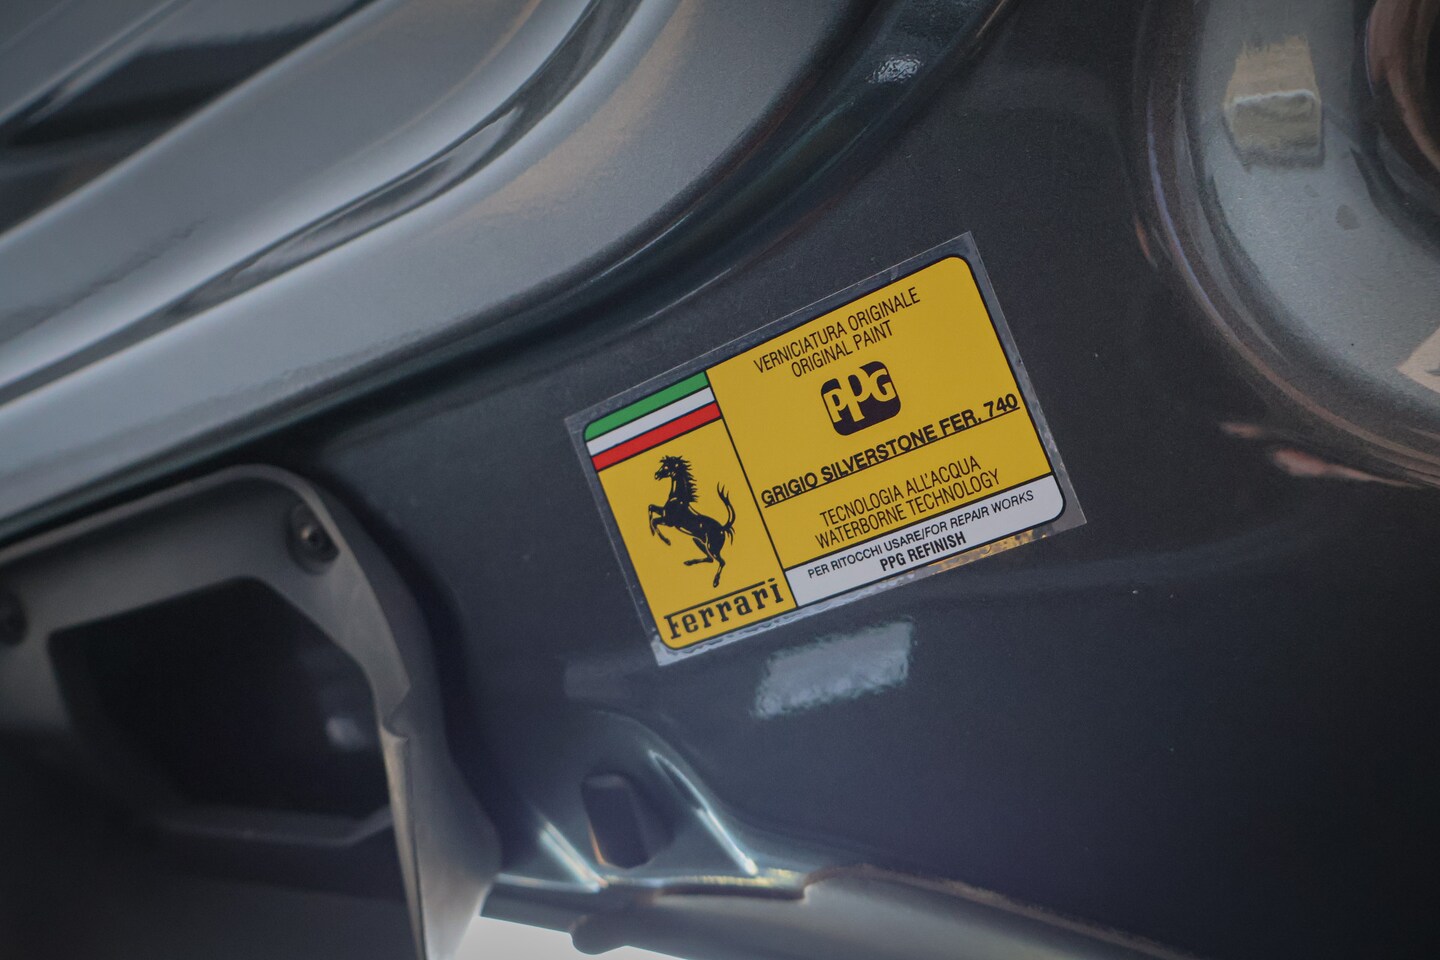 VERNICIATURA ORIGINALE
ORIGINAL PAINT
PPG
GRIGIO SILVERSTONE FER. 740
TECNOLOGIA ALL'ACQUA
WATERBORNE TECHNOLOGY
PER RITOCCHI USARE/FOR REPAIR WORKS
PPG REFINISH
Ferrari